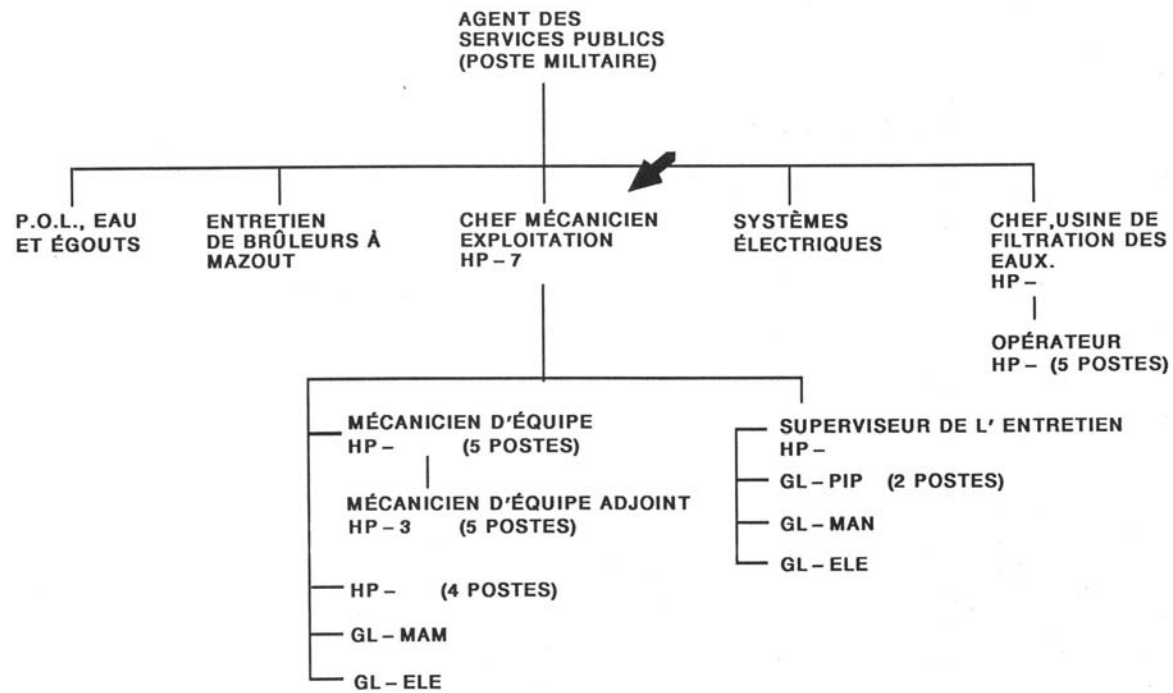 AGENT DES
SERVICES PUBLICS
(POSTE MILITAIRE)
P.O.L., EAU
ET ÉGOUTS
ENTRETIEN
DE BRÛLEURS À
MAZOUT
CHEF MÉCANICIEN
EXPLOITATION
HP – 7
SYSTÈMES
ÉLECTRIQUES
CHEF,USINE DE
FILTRATION DES
EAUX.
HP –
OPÉRATEUR
HP – (5 POSTES)
MÉCANICIEN D'ÉQUIPE
HP – (5 POSTES)
MÉCANICIEN D'ÉQUIPE ADJOINT
HP – 3 (5 POSTES)
HP – (4 POSTES)
GL – MAM
GL – ELE
SUPERVISEUR DE L' ENTRETIEN
HP –
GL – PIP (2 POSTES)
GL – MAN
GL – ELE